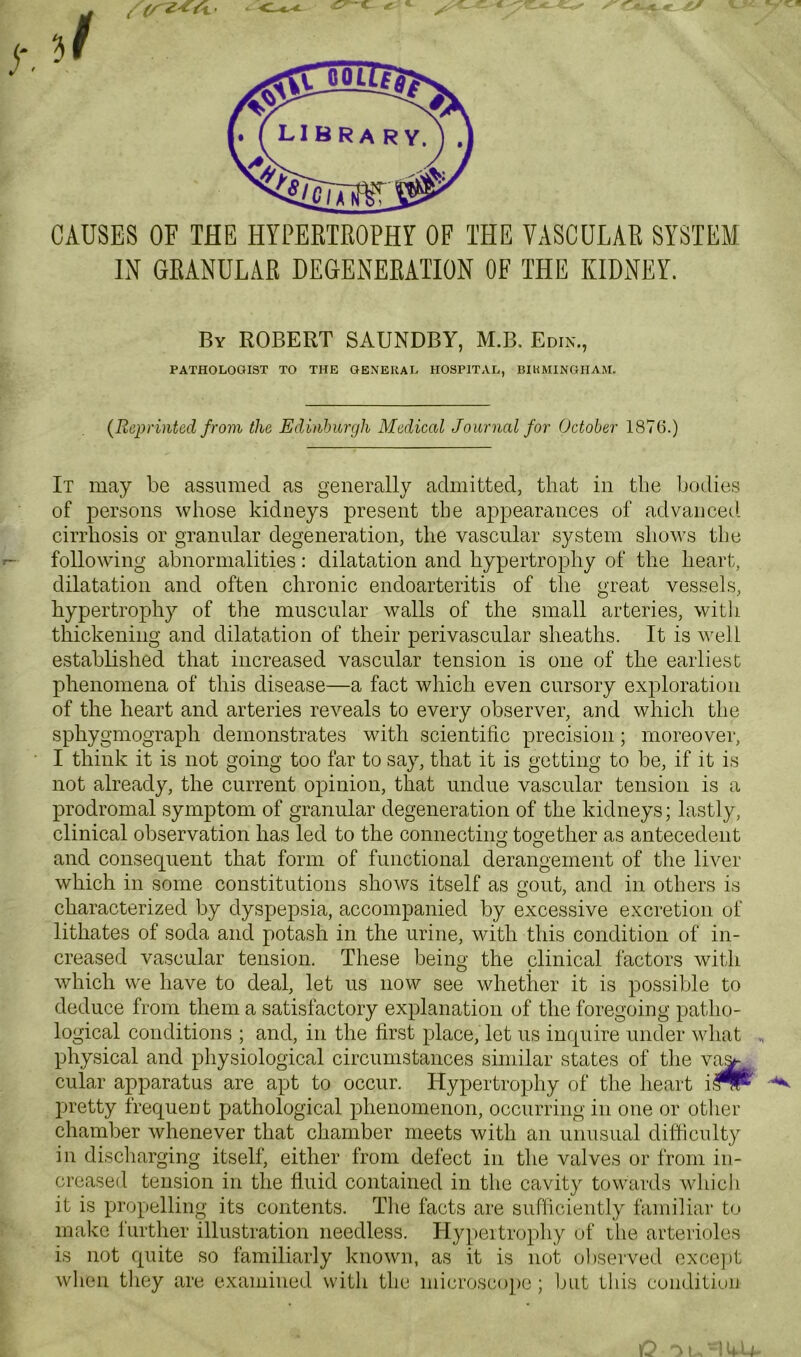 ROYAL COLLEGE OF
LIBRARY.
PHYSICIANS
CAUSES OF THE HYPERTROPHY OF THE VASCULAR SYSTEM
IN GRANULAR DEGENERATION OF THE KIDNEY.
By ROBERT SAUNDBY, M.B. Edin.,
PATHOLOGIST TO THE GENERAL HOSPITAL, BIRMINGHAM.
(Reprinted from the Edinburgh Medical Journal for October 1876.)
It may be assumed as generally admitted, that in the bodies
of persons whose kidneys present the appearances of advanced
cirrhosis or granular degeneration, the vascular system shows the
following abnormalities: dilatation and hypertrophy of the heart,
dilatation and often chronic endoarteritis of the great vessels,
hypertrophy of the muscular walls of the small arteries, with
thickening and dilatation of their perivascular sheaths. It is well
established that increased vascular tension is one of the earliest
phenomena of this disease—a fact which even cursory exploration
of the heart and arteries reveals to every observer, and which the
sphygmograph demonstrates with scientific precision; moreover,
I think it is not going too far to say, that it is getting to be, if it is
not already, the current opinion, that undue vascular tension is a
prodromal symptom of granular degeneration of the kidneys; lastly,
clinical observation has led to the connecting together as antecedent
and consequent that form of functional derangement of the liver
which in some constitutions shows itself as gout, and in others is
characterized by dyspepsia, accompanied by excessive excretion of
lithates of soda and potash in the urine, with this condition of in-
creased vascular tension. These being the clinical factors with
which we have to deal, let us now see whether it is possible to
deduce from them a satisfactory explanation of the foregoing patho-
logical conditions; and, in the first place, let us inquire under what
physical and physiological circumstances similar states of the vas-
cular apparatus are apt to occur. Hypertrophy of the heart is a
pretty frequent pathological phenomenon, occurring in one or other
chamber whenever that chamber meets with an unusual difficulty
in discharging itself, either from defect in the valves or from in-
creased tension in the fluid contained in the cavity towards which
it is propelling its contents. The facts are sufficiently familiar to
make further illustration needless. Hypertrophy of the arterioles
is not quite so familiarly known, as it is not observed except
when they are examined with the microscope; but this condition